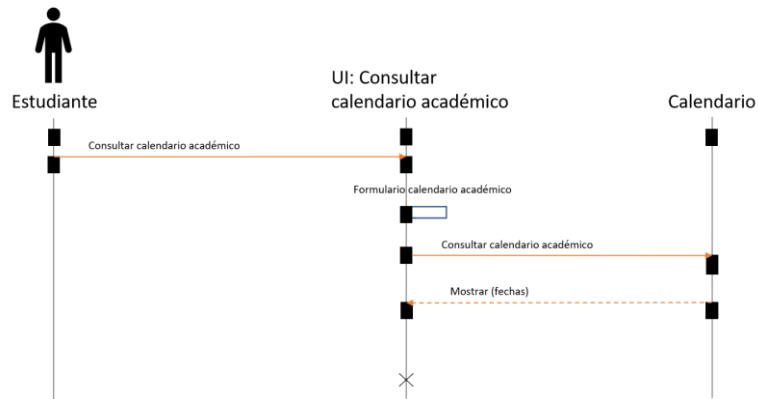 UI: Consultar
Estudiante
calendario académico
Calendario
Consultar calendario académico
Formulario calendario académico
Consultar calendario académico
Mostrar (fechas)